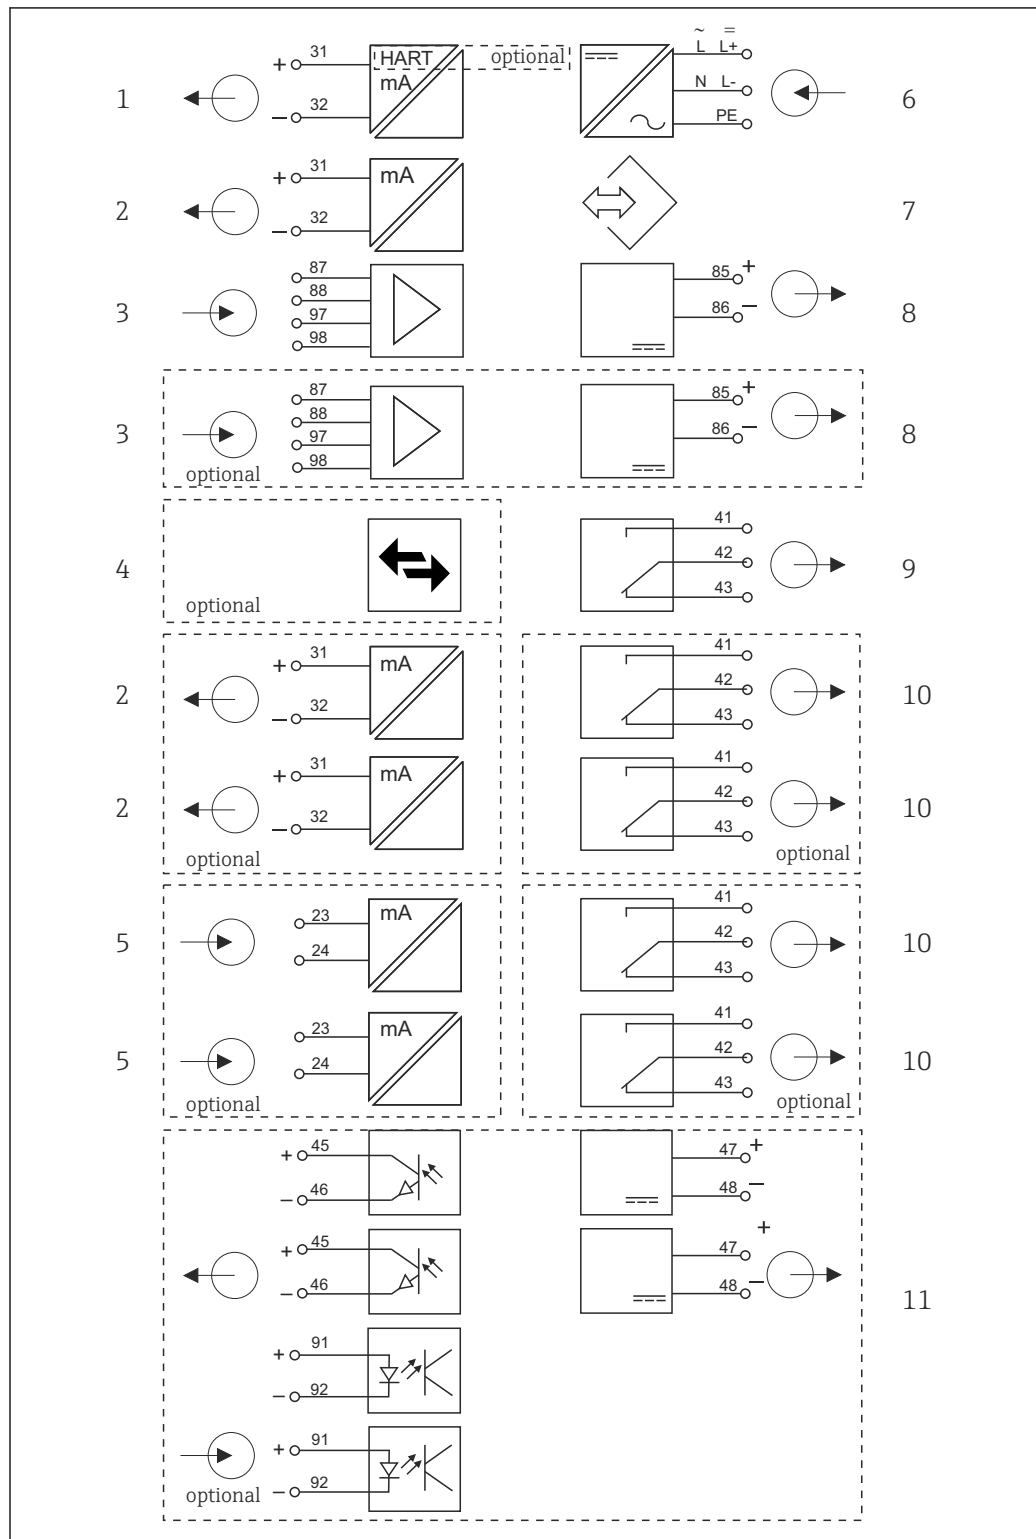 ~ =
+ 31 HART optional L L+
1 mA N L- 6
− 32 PE
+ 31 mA
2 7
− 32
87 85 +
88
3 97 86 − 8
98
87 85 +
88
3 97 86 − 8
98
optional
41
4 42 9
optional 43
+ 31 mA 41
2 42 10
− 32 43
+ 31 mA 41
2 42 10
− 32 43
optional optional
23 mA 41
5 24 42 10
43
23 mA 41
5 24 42 10
43
optional optional
+ 45 47 +
− 46 48 −
+ 45 47 +
− 46 48 −
11
+ 91
− 92
+ 91
− 92
optional